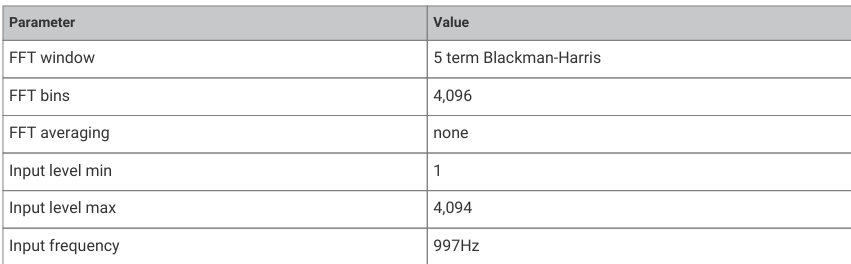 Parameter Value
FFT window 5 term Blackman-Harris
FFT bins 4,096
FFT averaging none
Input level min 1
Input level max 4,094
Input frequency 997Hz